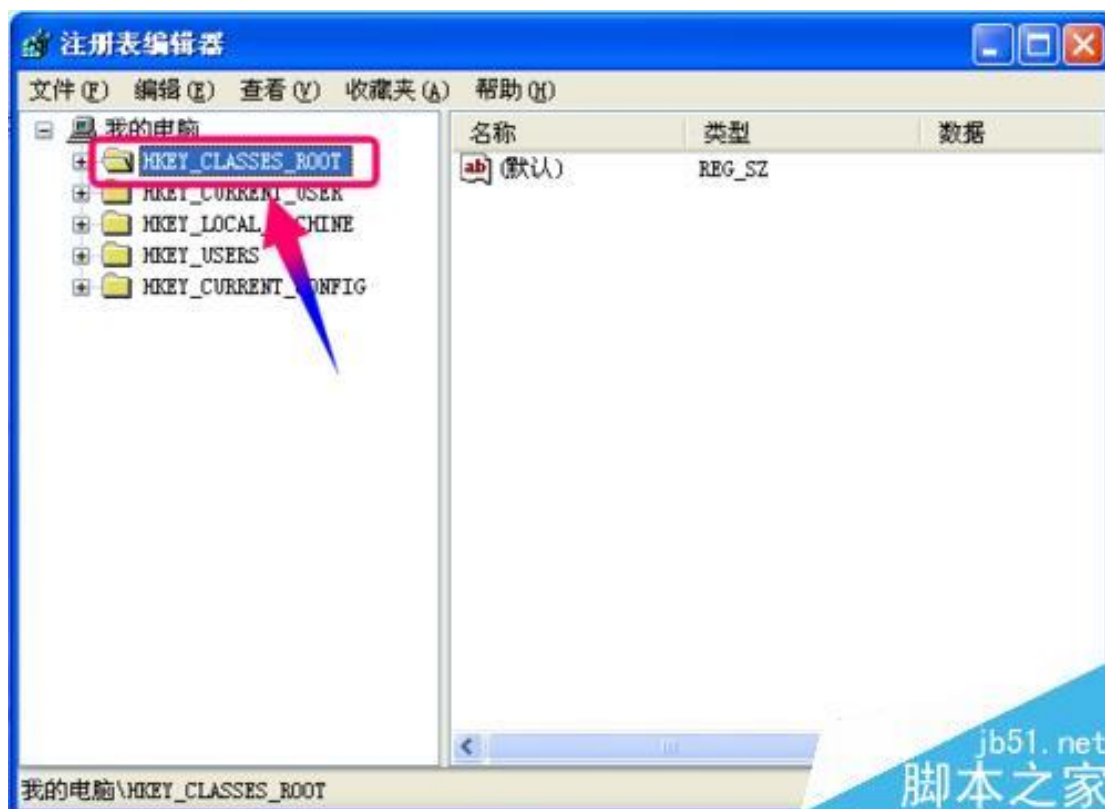 注册表编辑器
文件(F) 编辑(E) 查看(V) 收藏夹(A) 帮助(H)
我的电脑
HKEY_CLASSES_ROOT
HKEY_CURRENT_USER
HKEY_LOCAL_MACHINE
HKEY_USERS
HKEY_CURRENT_CONFIG
名称 类型 数据
ab (默认) REG_SZ
我的电脑\HKEY_CLASSES_ROOT
jb51.net
脚本之家